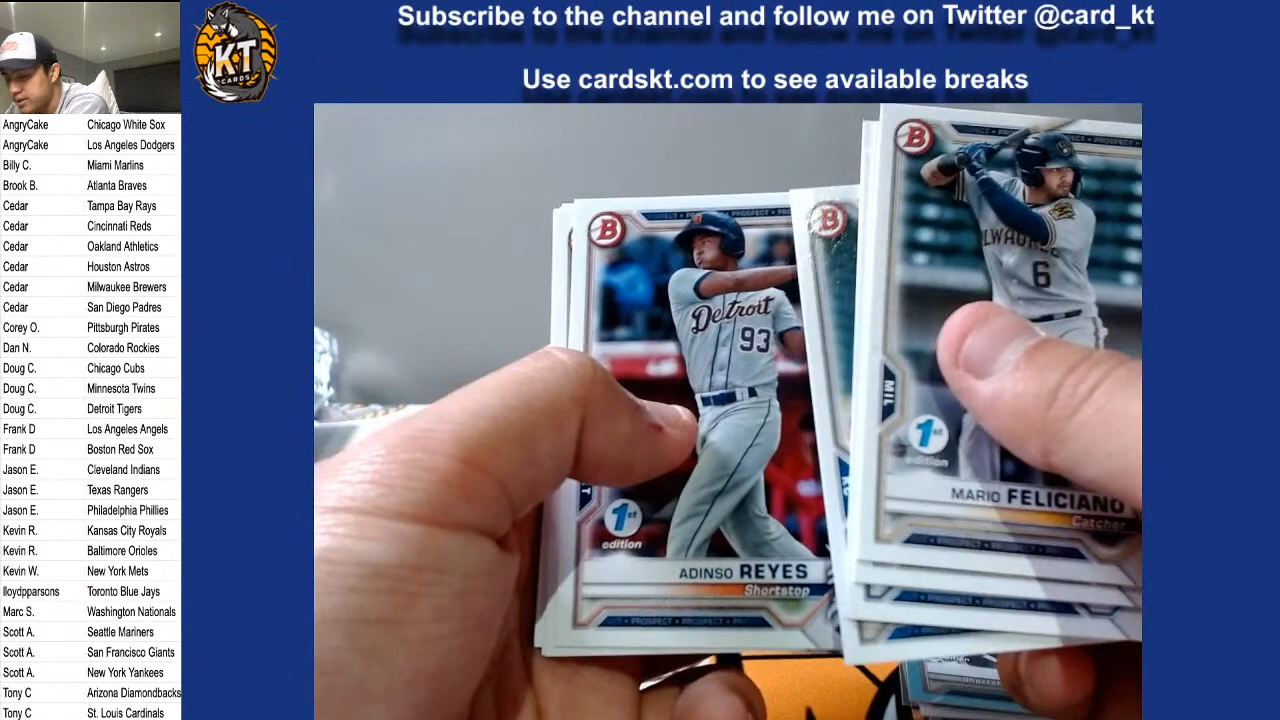 Subscribe to the channel and follow me on Twitter @card_kt
Use cardskt.com to see available breaks
KT
CARDS
AngryCake Chicago White Sox
AngryCake Los Angeles Dodgers
Billy C. Miami Marlins
Brook B. Atlanta Braves
Cedar Tampa Bay Rays
Cedar Cincinnati Reds
Cedar Oakland Athletics
Cedar Houston Astros
Cedar Milwaukee Brewers
Cedar San Diego Padres
Corey O. Pittsburgh Pirates
Dan N. Colorado Rockies
Doug C. Chicago Cubs
Doug C. Minnesota Twins
Doug C. Detroit Tigers
Frank D Los Angeles Angels
Frank D Boston Red Sox
Jason E. Cleveland Indians
Jason E. Texas Rangers
Jason E. Philadelphia Phillies
Kevin R. Kansas City Royals
Kevin R. Baltimore Orioles
Kevin W. New York Mets
lloydpparsons Toronto Blue Jays
Marc S. Washington Nationals
Scott A. Seattle Mariners
Scott A. San Francisco Giants
Scott A. New York Yankees
Tony C Arizona Diamondbacks
Tony C St. Louis Cardinals
B
PROSPECT
Detroit
93
1st
edition
ADINSO REYES
Shortstop
PROSPECT • PROSPECT
B
B
PROSPECT
6
MIL
1st
edition
MARIO FELICIANO
Catcher